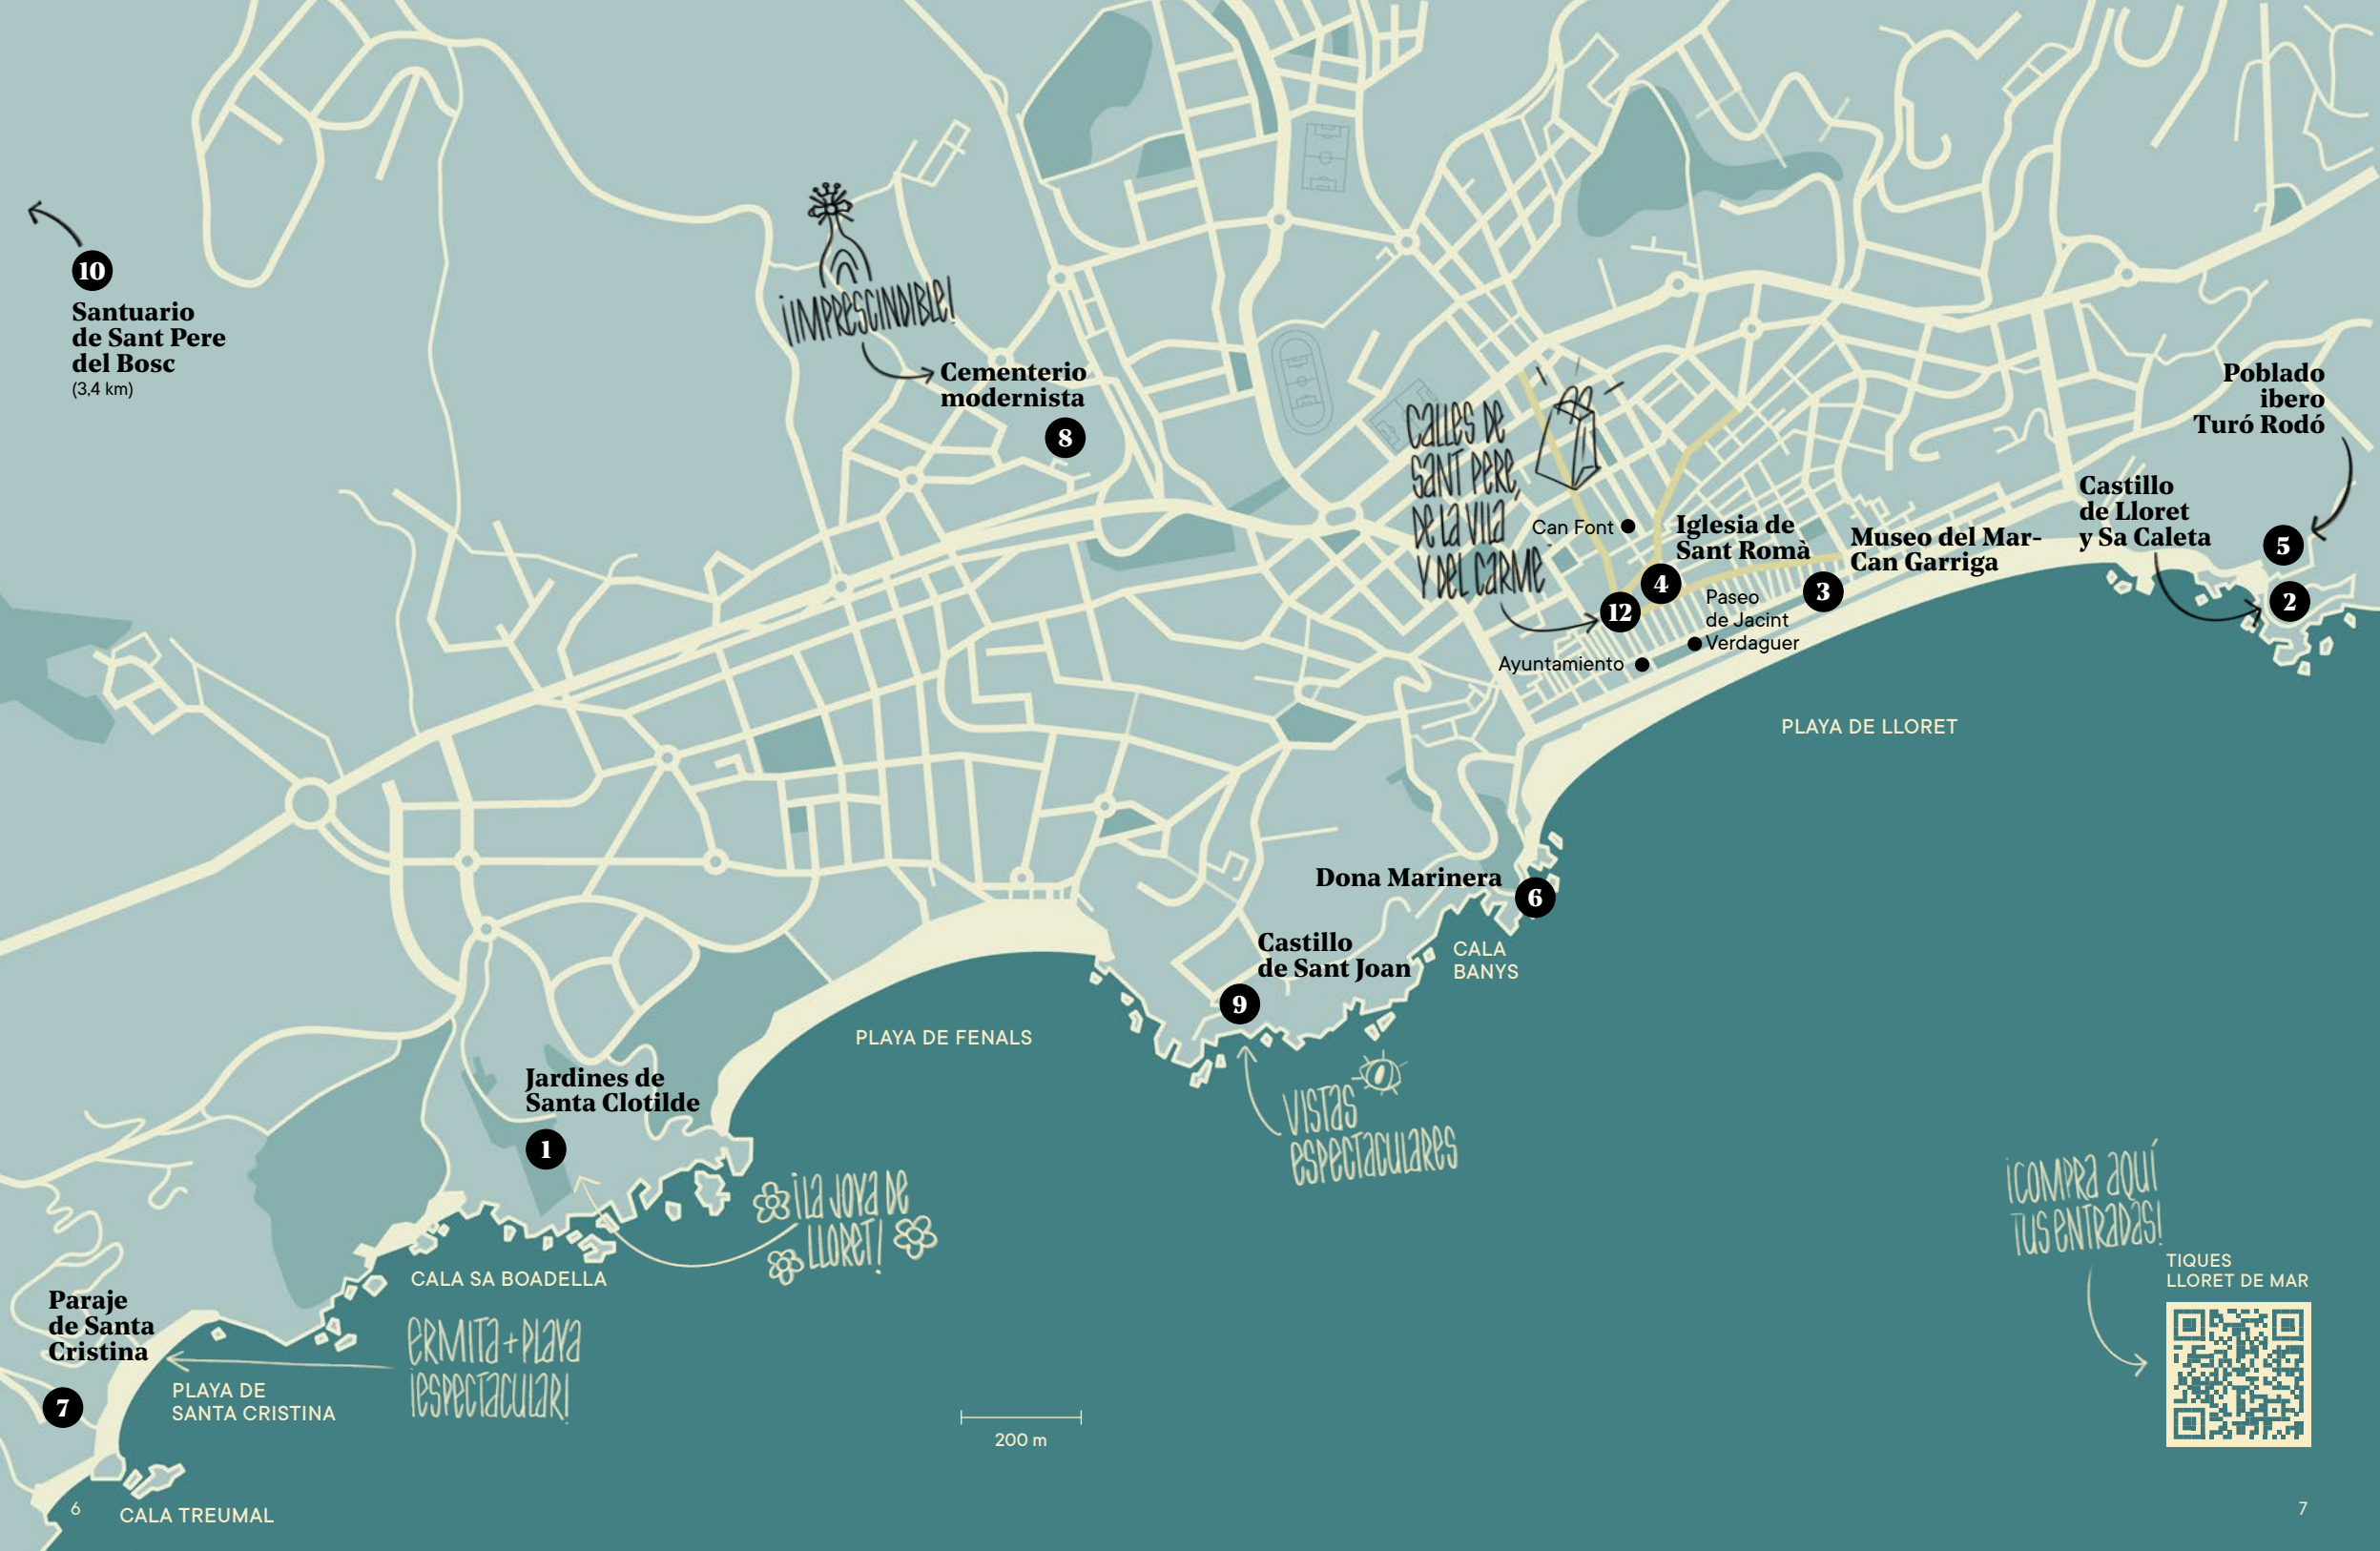 10
Santuario
de Sant Pere
del Bosc
(3,4 km)
¡IMPRESCINDIBLE!
Cementerio
modernista
8
CALLES DE
SANT PERE,
DE LA VILA
Y DEL CARME
Can Font
12
Ayuntamiento
4
Iglesia de
Sant Romà
Paseo
de Jacint
Verdaguer
3
Museo del Mar-
Can Garriga
Castillo
de Lloret
y Sa Caleta
Poblado
ibero
Turó Rodó
5
2
PLAYA DE LLORET
Dona Marinera
6
CALA
BANYS
Castillo
de Sant Joan
9
VISTAS
ESPECTACULARES
PLAYA DE FENALS
Jardines de
Santa Clotilde
1
¡LA JOYA DE
LLORET!
CALA SA BOADELLA
ERMITA + PLAYA
¡ESPECTACULAR!
Paraje
de Santa
Cristina
7
PLAYA DE
SANTA CRISTINA
CALA TREUMAL
200 m
¡COMPRA AQUÍ
TUS ENTRADAS!
TIQUES
LLORET DE MAR
6
7